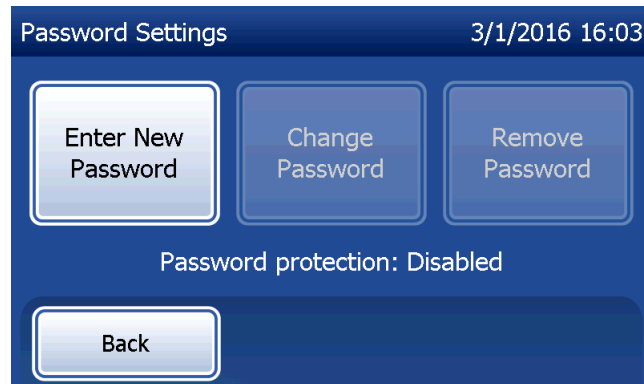 Password Settings 3/1/2016 16:03
Enter New
Password
Change
Password
Remove
Password
Password protection: Disabled
Back